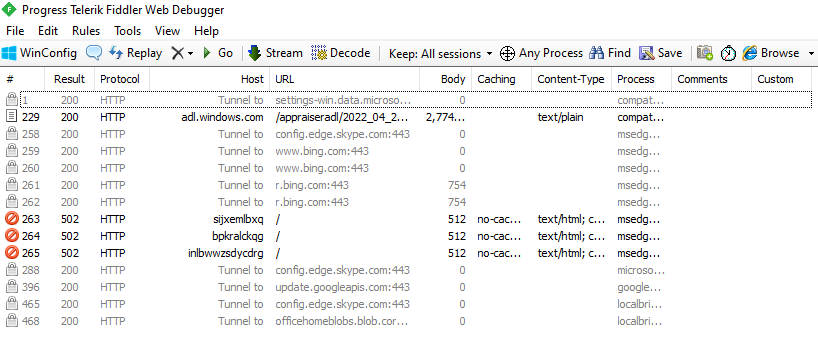 Progress Telerik Fiddler Web Debugger
File Edit Rules Tools View Help
WinConfig Replay Go Stream Decode Keep: All sessions Any Process Find Save Browse
# Result Protocol Host URL Body Caching Content-Type Process Comments Custom
1 200 HTTP Tunnel to settings-win.data.microso... 0 compat...
229 200 HTTP adl.windows.com /appraiseradl/2022_04_2... 2,774... text/plain compat...
258 200 HTTP Tunnel to config.edge.skype.com:443 0 msedg...
259 200 HTTP Tunnel to www.bing.com:443 0 msedg...
260 200 HTTP Tunnel to www.bing.com:443 0 msedg...
261 200 HTTP Tunnel to r.bing.com:443 754 msedg...
262 200 HTTP Tunnel to r.bing.com:443 754 msedg...
263 502 HTTP sijxemlbxq / 512 no-cac... text/html; c... msedg...
264 502 HTTP bpkralckqg / 512 no-cac... text/html; c... msedg...
265 502 HTTP inlbwwzsdycdrg / 512 no-cac... text/html; c... msedg...
288 200 HTTP Tunnel to config.edge.skype.com:443 0 microso...
396 200 HTTP Tunnel to update.googleapis.com:443 0 google...
465 200 HTTP Tunnel to config.edge.skype.com:443 0 localbri...
468 200 HTTP Tunnel to officehomeblobs.blob.cor... 0 localbri...